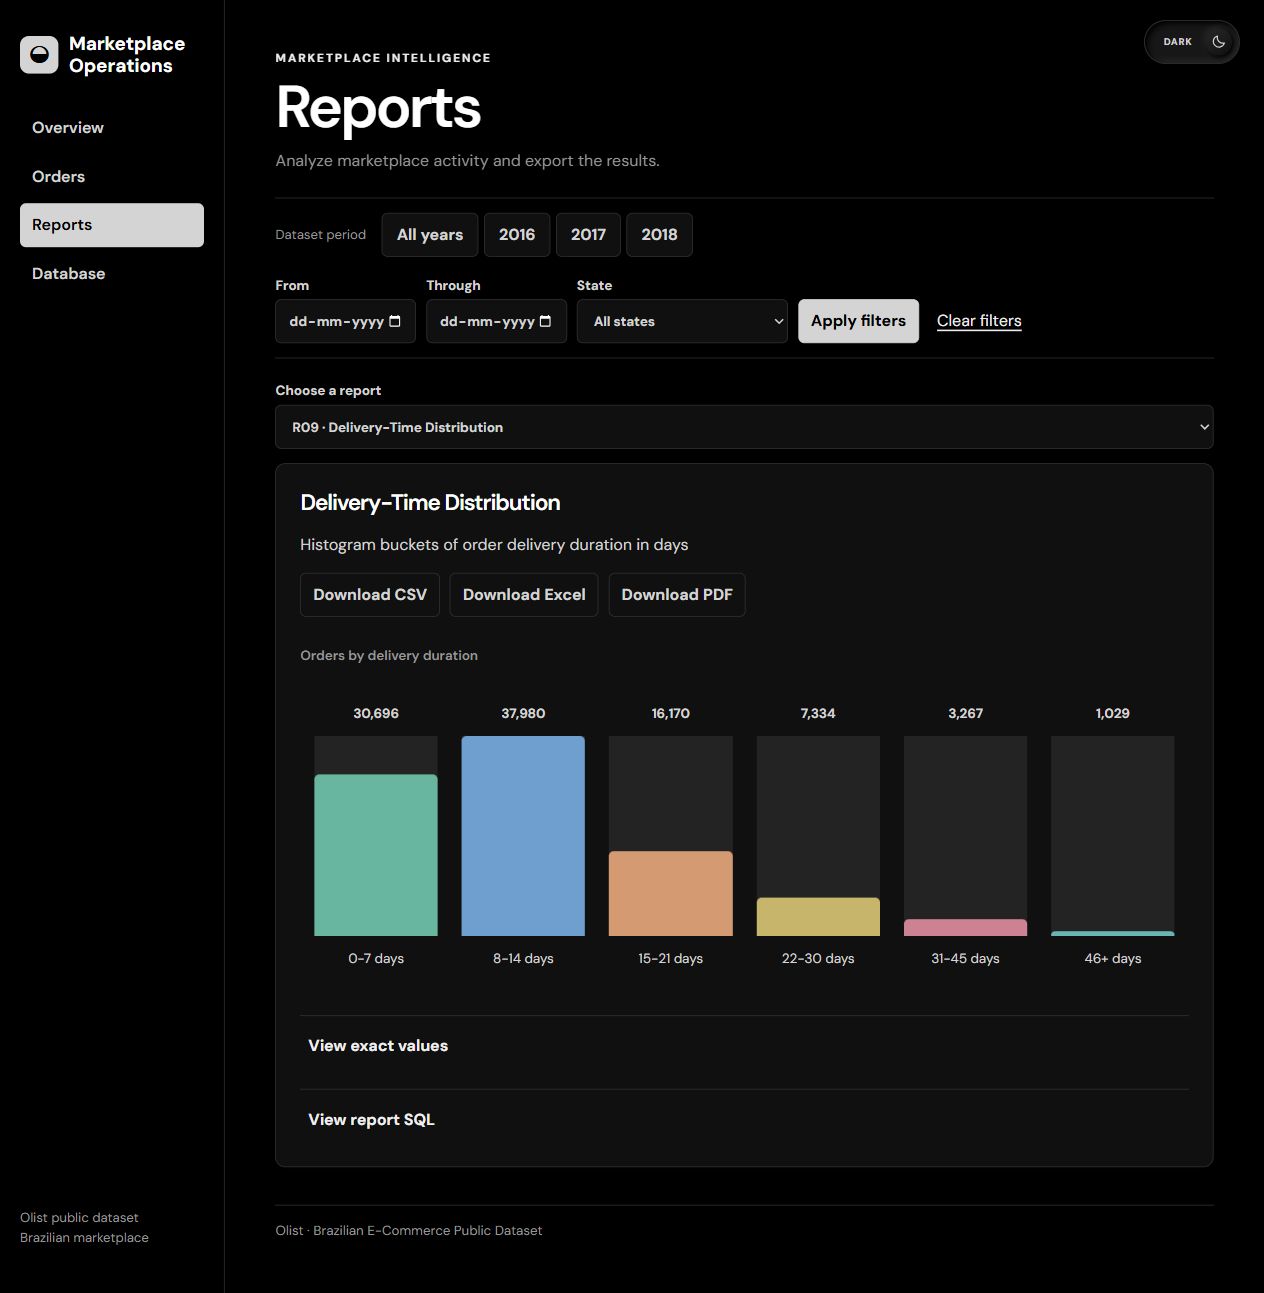 Marketplace
Operations
Overview
Orders
Reports
Database
Olist public dataset
Brazilian marketplace
DARK
MARKETPLACE INTELLIGENCE
Reports
Analyze marketplace activity and export the results.
Dataset period All years 2016 2017 2018
From Through State
dd-mm-yyyy dd-mm-yyyy All states Apply filters Clear filters
Choose a report
R09 · Delivery-Time Distribution
Delivery-Time Distribution
Histogram buckets of order delivery duration in days
Download CSV Download Excel Download PDF
Orders by delivery duration
30,696 37,980 16,170 7,334 3,267 1,029
0-7 days 8-14 days 15-21 days 22-30 days 31-45 days 46+ days
View exact values
View report SQL
Olist · Brazilian E-Commerce Public Dataset